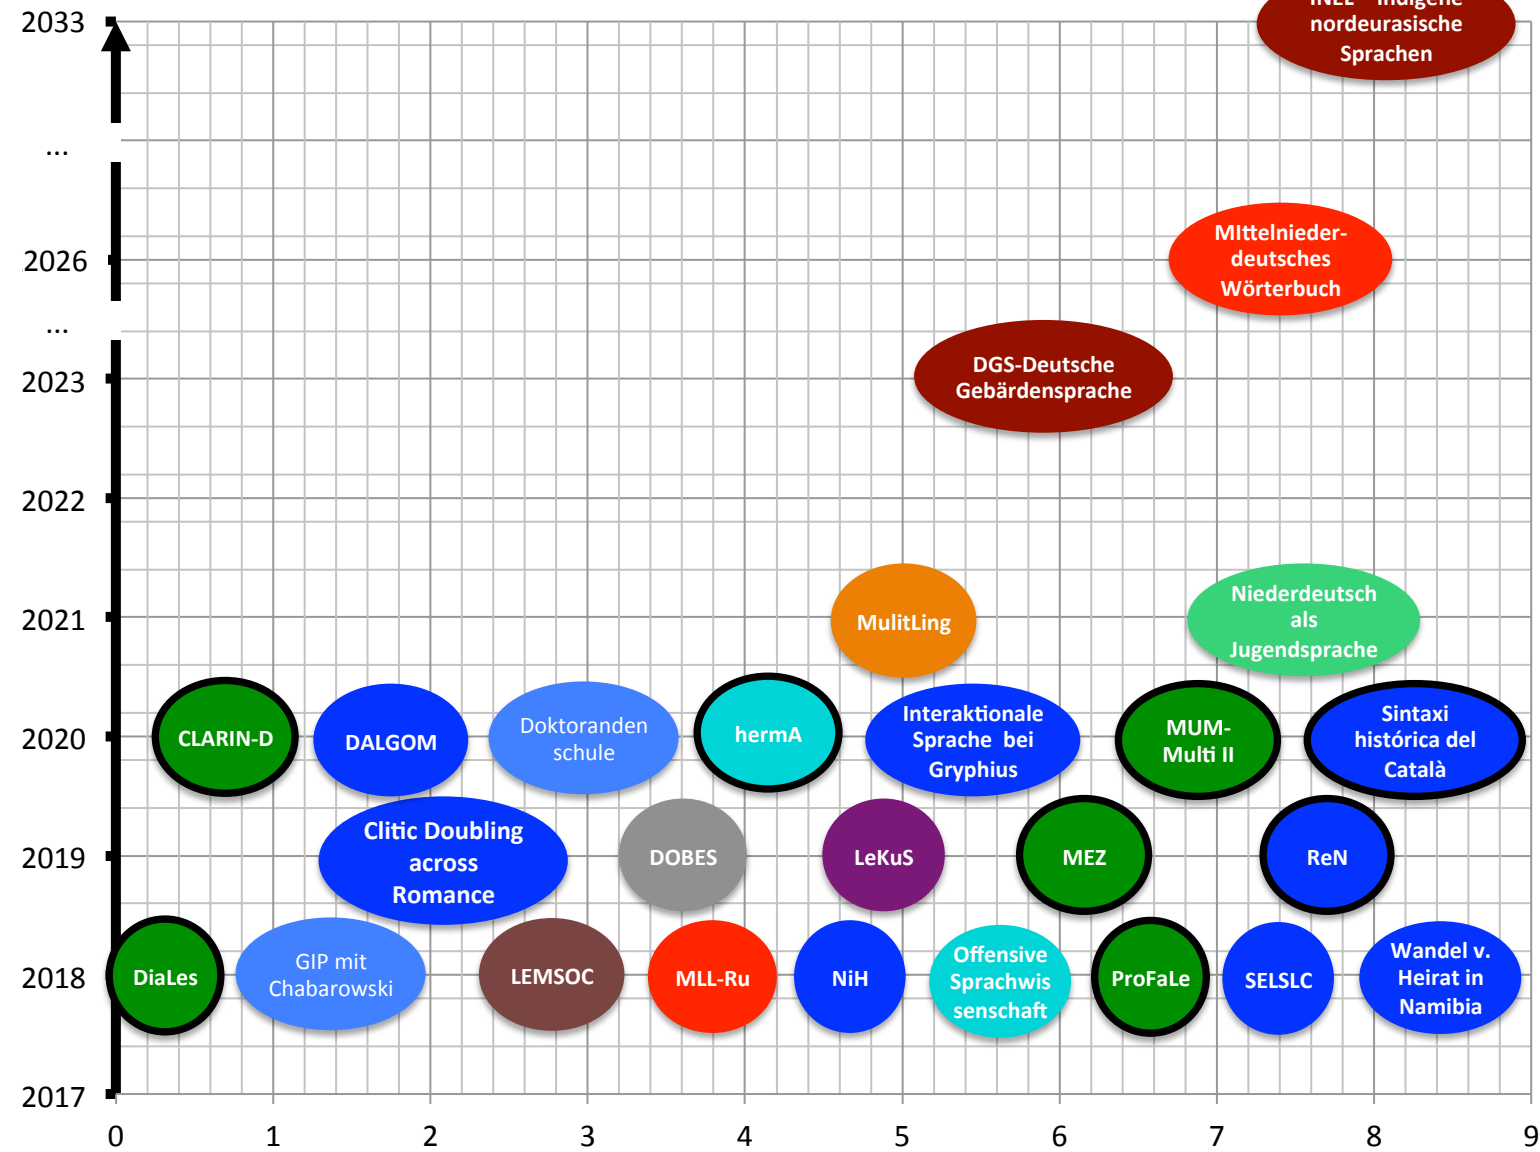 2033
INEL - Indigene
nordeurasische
Sprachen
...
MIttelnieder-
deutsches
Wörterbuch
2026
...
DGS-Deutsche
Gebärdensprache
2023
2022
MulitLing
Niederdeutsch
als
Jugendsprache
2021
CLARIN-D
DALGOM
Doktoranden
schule
hermA
Interaktionale
Sprache bei
Gryphius
MUM-
Multi II
Sintaxi
histórica del
Català
2020
Clitic Doubling
across
Romance
DOBES
LeKuS
MEZ
ReN
2019
DiaLes
GIP mit
Chabarowski
LEMSOC
MLL-Ru
NiH
Offensive
Sprachwis
senschaft
ProFaLe
SELSLC
Wandel v.
Heirat in
Namibia
2018
2017
0 1 2 3 4 5 6 7 8 9